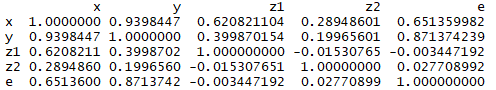 x y z1 z2 e
x 1.0000000 0.9398447 0.620821104 0.28948601 0.651359982
y 0.9398447 1.0000000 0.399870154 0.19965601 0.871374239
z1 0.6208211 0.3998702 1.000000000 -0.01530765 -0.003447192
z2 0.2894860 0.1996560 -0.015307651 1.00000000 0.027708992
e 0.6513600 0.8713742 -0.003447192 0.02770899 1.000000000